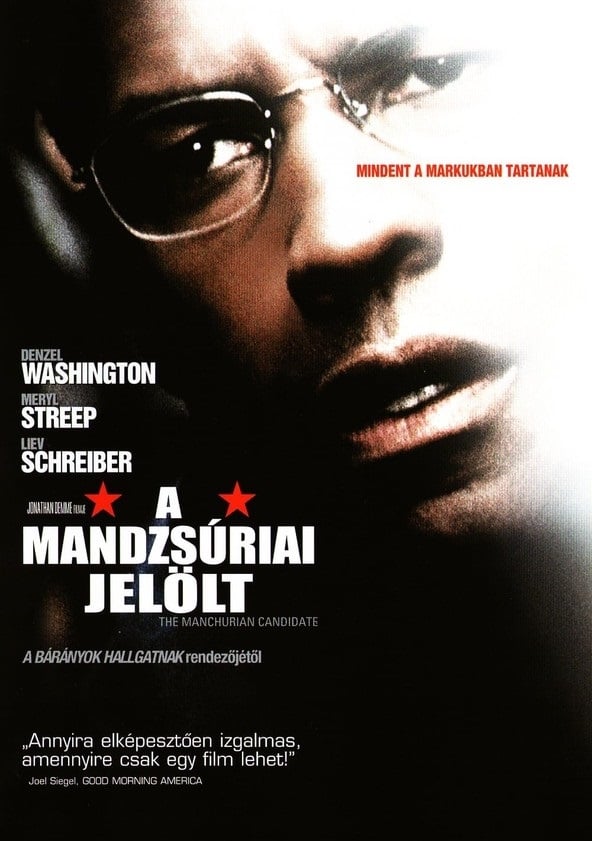 MINDENT A MARKUKBAN TARTANAK
DENZEL
WASHINGTON
MERYL
STREEP
LIEV
SCHREIBER
JONATHAN DEMME FILMJE
A
MANDZSÚRIAI
JELÖLT
THE MANCHURIAN CANDIDATE
A BÁRÁNYOK HALLGATNAK rendezőjétől
„Annyira elképesztően izgalmas,
amennyire csak egy film lehet!"
Joel Siegel, GOOD MORNING AMERICA